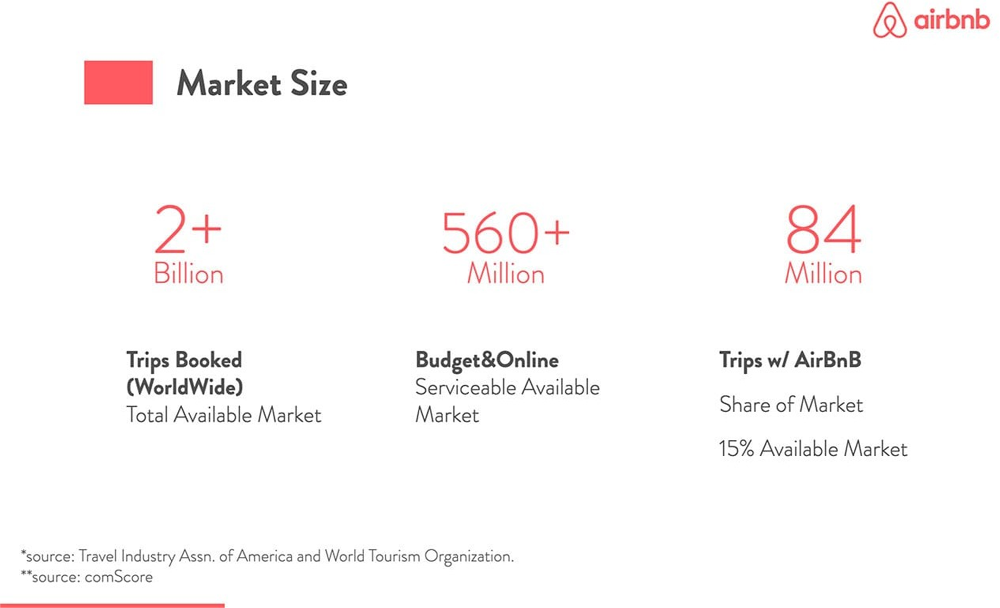 airbnb
Market Size
2+
Billion
560+
Million
84
Million
Trips Booked
(WorldWide)
Total Available Market
Budget&Online
Serviceable Available
Market
Trips w/ AirBnB
Share of Market
15% Available Market
*source: Travel Industry Assn. of America and World Tourism Organization.
**source: comScore